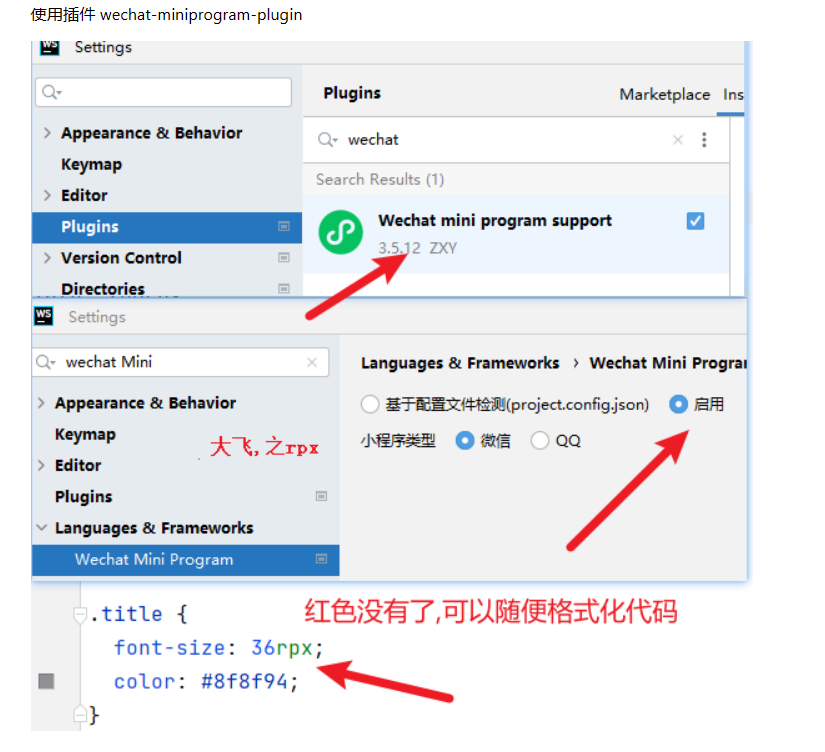 使用插件 wechat-miniprogram-plugin
WS Settings
Plugins
Marketplace Ins
Appearance & Behavior
wechat
Keymap
Search Results (1)
Editor
Plugins
Wechat mini program support
3.5.12 ZXY
Version Control
Directories
WS Settings
wechat Mini
Languages & Frameworks › Wechat Mini Progra
Appearance & Behavior
基于配置文件检测(project.config.json) 启用
Keymap
大飞,之rpx
小程序类型 微信 QQ
Editor
Plugins
Languages & Frameworks
Wechat Mini Program
.title {
红色没有了,可以随便格式化代码
font-size: 36rpx;
color: #8f8f94;
}